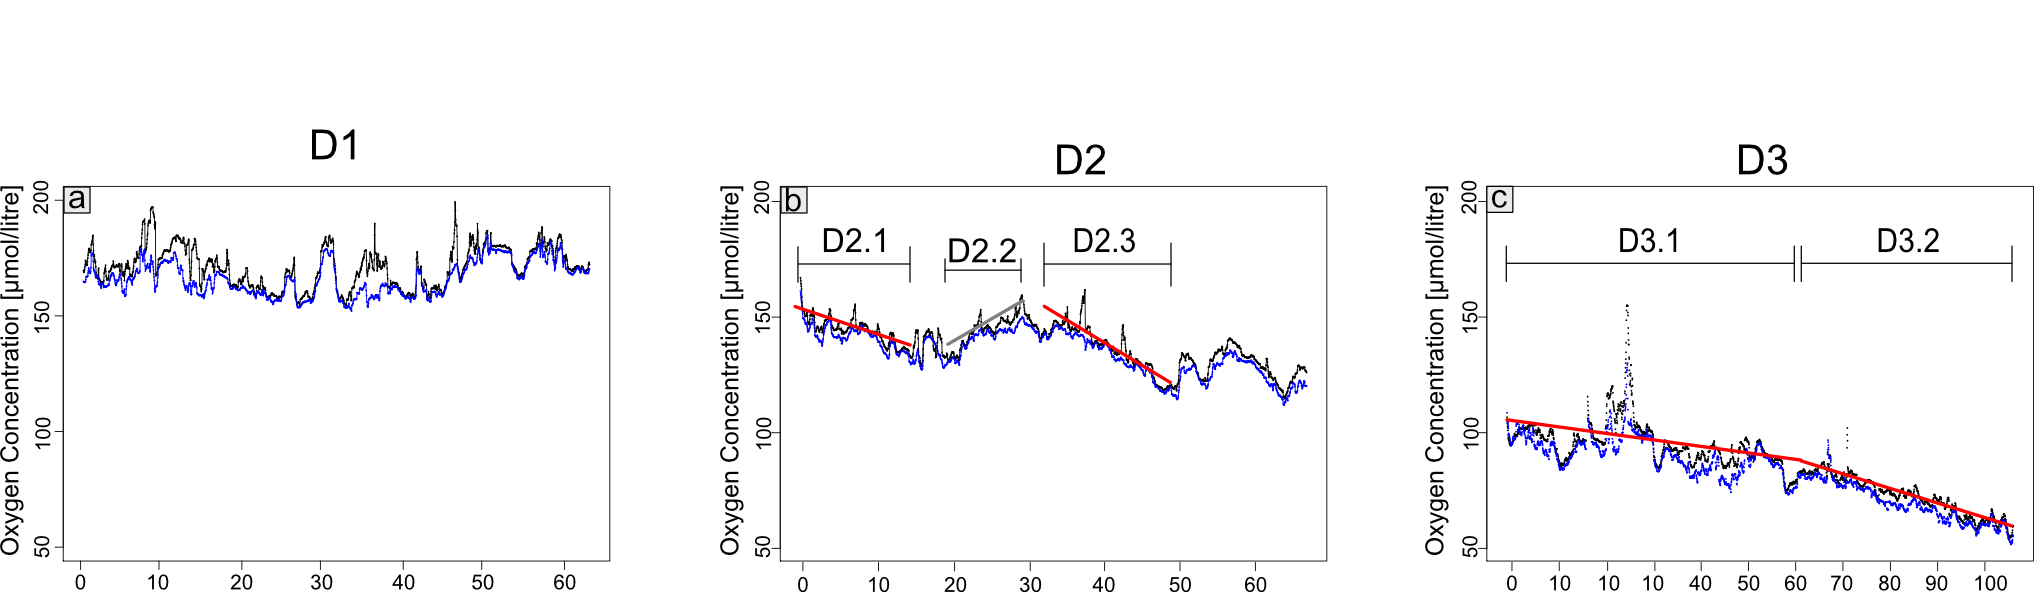 D1
D2
D3
Oxygen Concentration [µmol/litre]
200
150
100
50
a
0 10 20 30 40 50 60
Oxygen Concentration [µmol/litre]
200
150
100
50
b
D2.1
D2.2
D2.3
0 10 20 30 40 50 60
Oxygen Concentration [µmol/litre]
200
150
100
50
c
D3.1
D3.2
0 10 10 10 40 50 60 70 80 90 100